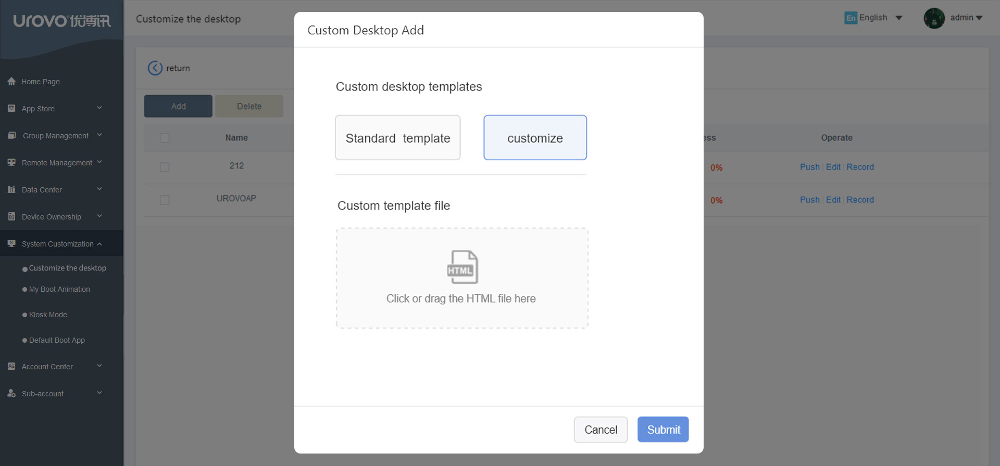 urovo优博讯
Customize the desktop
En English
admin
Custom Desktop Add
return
Home Page
App Store
Group Management
Remote Management
Data Center
Device Ownership
System Customization
Customize the desktop
My Boot Animation
Kiosk Mode
Default Boot App
Account Center
Sub-account
Add Delete
Name ess Operate
212 0% Push | Edit | Record
UROVOAP 0% Push | Edit | Record
Custom desktop templates
Standard template customize
Custom template file
HTML
Click or drag the HTML file here
Cancel Submit